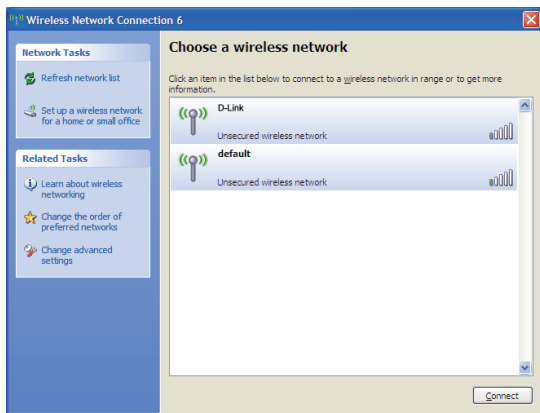 Wireless Network Connection 6
Network Tasks
Refresh network list
Set up a wireless network
for a home or small office
Related Tasks
Learn about wireless
networking
Change the order of
preferred networks
Change advanced
settings
Choose a wireless network
Click an item in the list below to connect to a wireless network in range or to get more
information.
D-Link
Unsecured wireless network
default
Unsecured wireless network
Connect